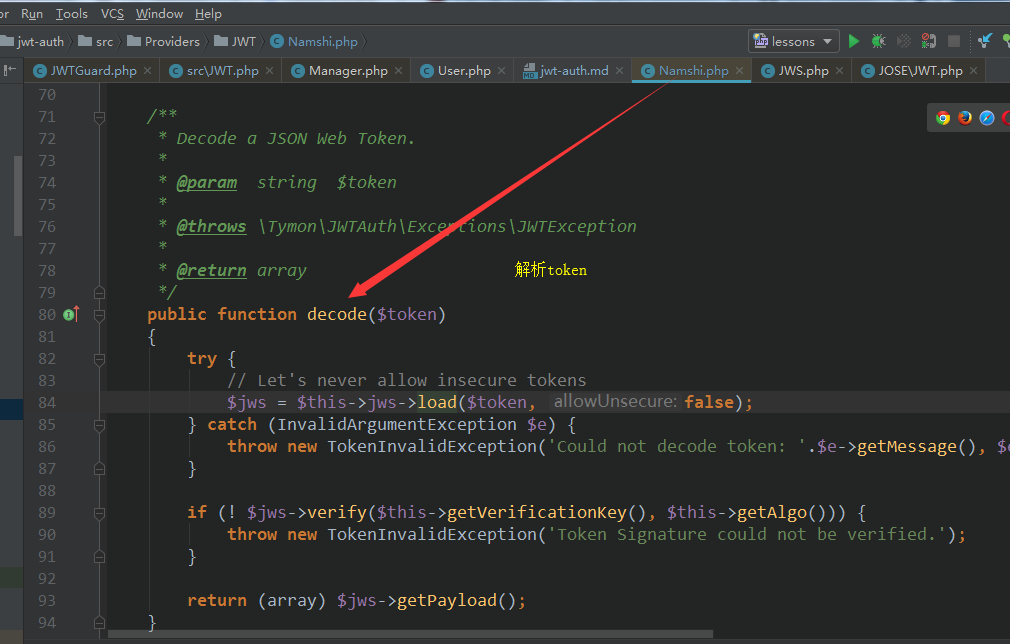 or Run Tools VCS Window Help
jwt-auth src Providers JWT Namshi.php lessons
JWTGuard.php src\JWT.php Manager.php User.php jwt-auth.md Namshi.php JWS.php JOSE\JWT.php
70
71 /**
72 * Decode a JSON Web Token.
73 *
74 * @param string $token
75 *
76 * @throws \Tymon\JWTAuth\Exceptions\JWTException
77 *
78 * @return array 解析token
79 */
80 public function decode($token)
81 {
82 try {
83 // Let's never allow insecure tokens
84 $jws = $this->jws->load($token, allowUnsecure: false);
85 } catch (InvalidArgumentException $e) {
86 throw new TokenInvalidException('Could not decode token: '.$e->getMessage(), $
87 }
88
89 if (! $jws->verify($this->getVerificationKey(), $this->getAlgo())) {
90 throw new TokenInvalidException('Token Signature could not be verified.');
91 }
92
93 return (array) $jws->getPayload();
94 }